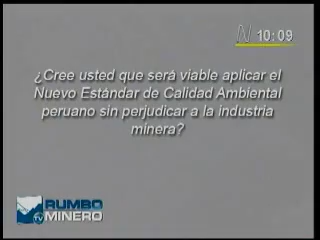 N 10:09
¿Cree usted que será viable aplicar el
Nuevo Estándar de Calidad Ambiental
peruano sin perjudicar a la industria
minera?
RUMBO
TV MINERO